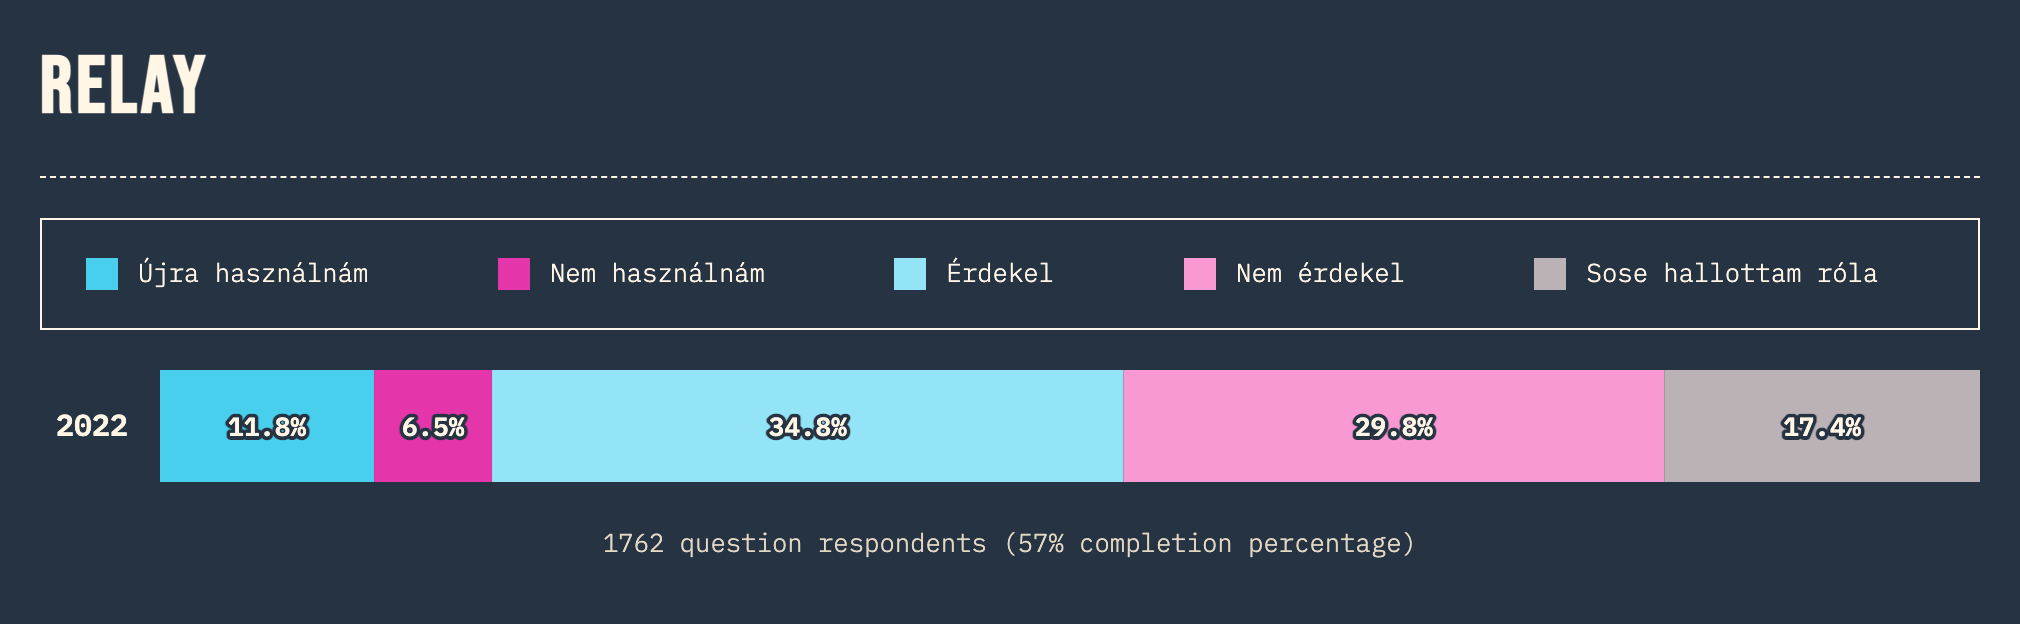 RELAY
Újra használnám Nem használnám Érdekel Nem érdekel Sose hallottam róla
2022 11.8% 6.5% 34.8% 29.8% 17.4%
1762 question respondents (57% completion percentage)